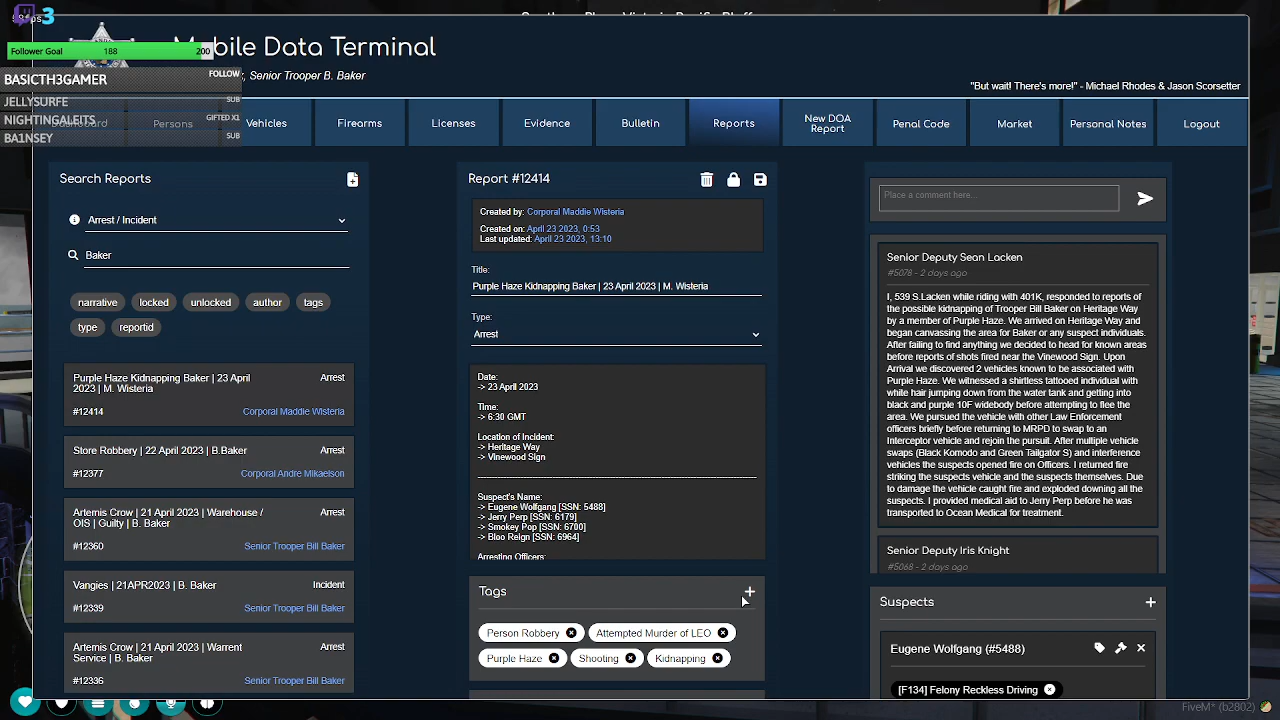 3
Follower Goal
188
200
Mobile Data Terminal
BASICTH3GAMER
FOLLOW
Senior Trooper B. Baker
"But wait! There's more!" - Michael Rhodes & Jason Scorsetter
JELLYSURFE
SUB
NIGHTINGALEITS
GIFTED X1
BA1NSEY
SUB
Persons
Vehicles
Firearms
Licenses
Evidence
Bulletin
Reports
New DOA
Report
Penal Code
Market
Personal Notes
Logout
Search Reports
Arrest / Incident
Baker
narrative
locked
unlocked
author
tags
type
reportid
Purple Haze Kidnapping Baker | 23 April
2023 | M. Wisteria
Arrest
#12414
Corporal Maddie Wisteria
Store Robbery | 22 April 2023 | B.Baker
Arrest
#12377
Corporal Andre Mikaelson
Artemis Crow | 21 April 2023 | Warehouse /
OIS | Guilty | B. Baker
Arrest
#12360
Senior Trooper Bill Baker
Vangies | 21APR2023 | B. Baker
Incident
#12339
Senior Trooper Bill Baker
Artemis Crow | 21 April 2023 | Warrent
Service | B. Baker
Arrest
#12336
Senior Trooper Bill Baker
Report #12414
Created by: Corporal Maddie Wisteria
Created on: April 23 2023, 0:53
Last updated: April 23 2023, 13:10
Title:
Purple Haze Kidnapping Baker | 23 April 2023 | M. Wisteria
Type:
Arrest
Date:
-> 23 April 2023
Time:
-> 6:30 GMT
Location of Incident:
-> Heritage Way
-> Vinewood Sign
Suspect's Name:
-> Eugene Wolfgang [SSN: 5488]
-> Jerry Perp [SSN: 6179]
-> Smokey Pop [SSN: 6700]
-> Bloo Reign [SSN: 6964]
Arresting Officers:
Tags
Person Robbery
Attempted Murder of LEO
Purple Haze
Shooting
Kidnapping
Place a comment here...
Senior Deputy Sean Lacken
#5078 - 2 days ago
I, 539 S.Lacken while riding with 401K, responded to reports of
the possible kidnapping of Trooper Bill Baker on Heritage Way
by a member of Purple Haze. We arrived on Heritage Way and
began canvassing the area for Baker or any suspect individuals.
After failing to find anything we decided to head for known areas
before reports of shots fired near the Vinewood Sign. Upon
Arrival we discovered 2 vehicles known to be associated with
Purple Haze. We witnessed a shirtless tattooed individual with
white hair jumping down from the water tank and getting into
black and purple 10F widebody before attempting to flee the
area. We pursued the vehicle with other Law Enforcement
officers briefly before returning to MRPD to swap to an
Interceptor vehicle and rejoin the pursuit. After multiple vehicle
swaps (Black Komodo and Green Tailgator S) and interference
vehicles the suspects opened fire on Officers. I returned fire
striking the suspects vehicle and the suspects themselves. Due
to damage the vehicle caught fire and exploded downing all the
suspects. I provided medical aid to Jerry Perp before he was
transported to Ocean Medical for treatment.
Senior Deputy Iris Knight
#5068 - 2 days ago
Suspects
Eugene Wolfgang (#5488)
[F134] Felony Reckless Driving
FiveM* (b2802)